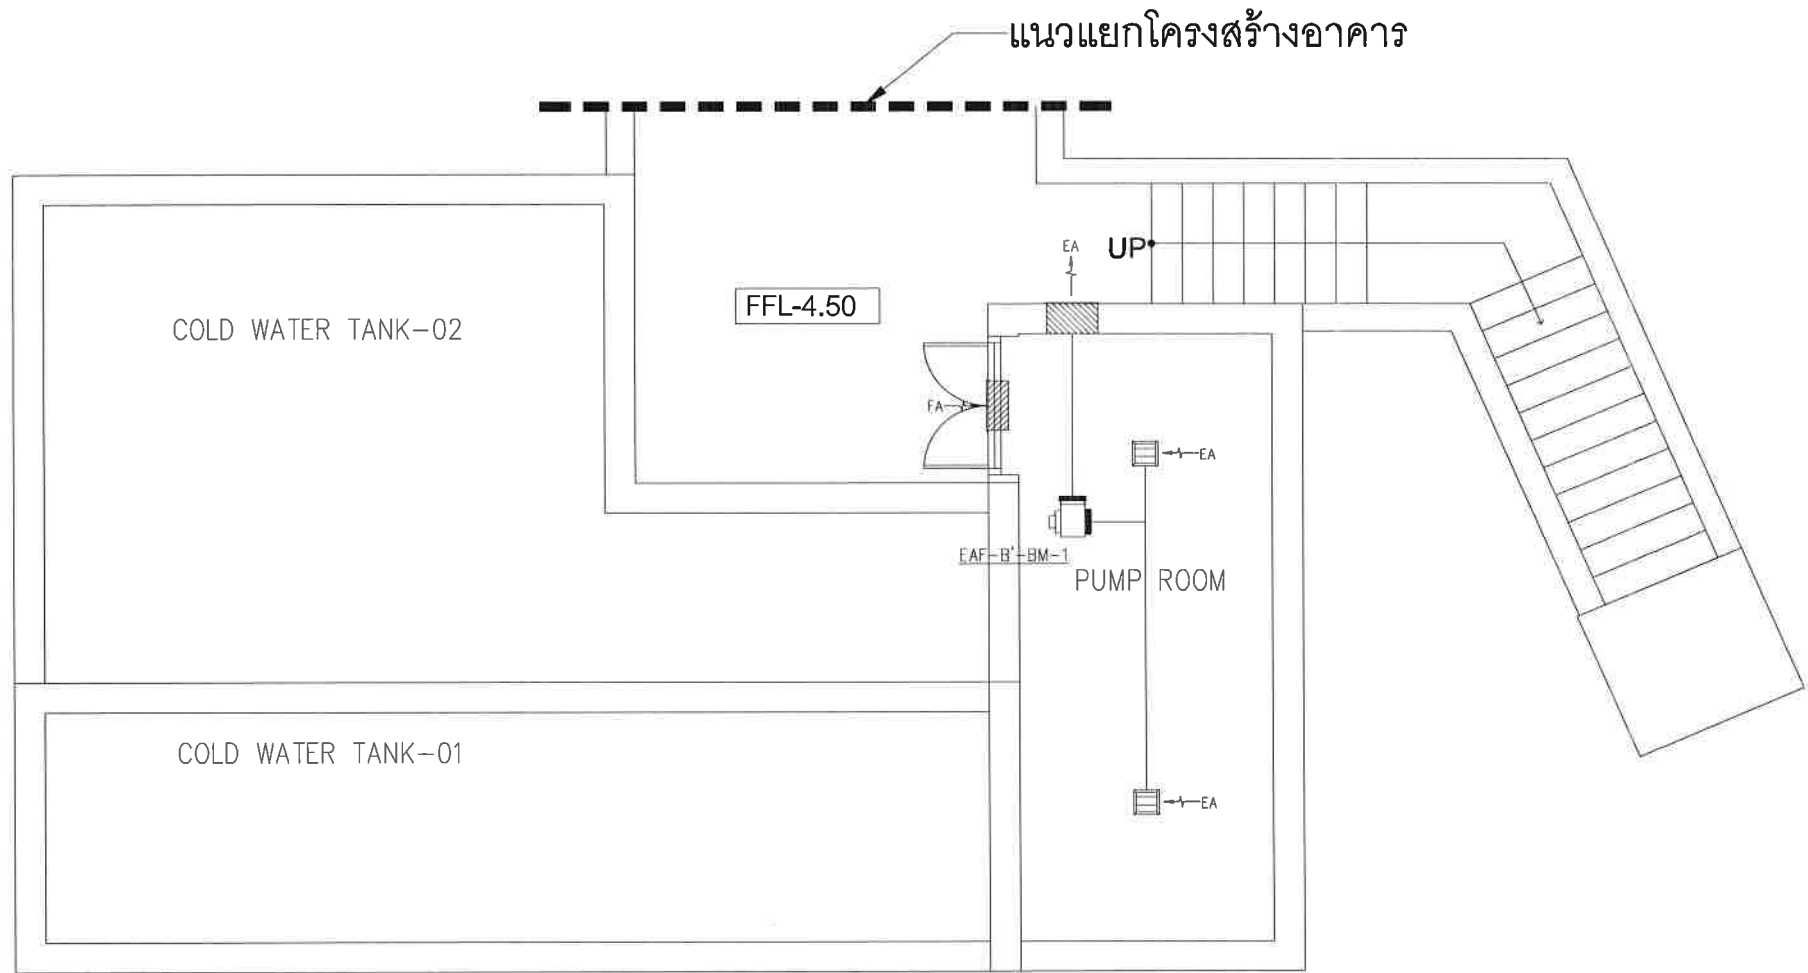 แนวแยกโครงสร้างอาคาร
EA
UP
FFL-4.50
COLD WATER TANK-02
FA
EA
EAF-B'-BM-1
PUMP ROOM
COLD WATER TANK-01
EA